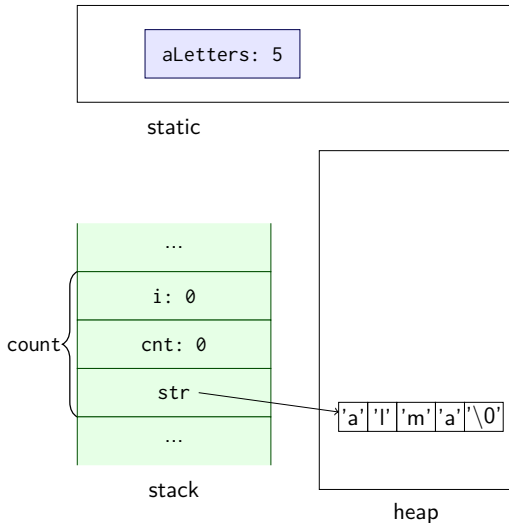 aLetters: 5
static
...
i: 0
count
cnt: 0
str
'a' 'l' 'm' 'a' '\0'
...
stack
heap